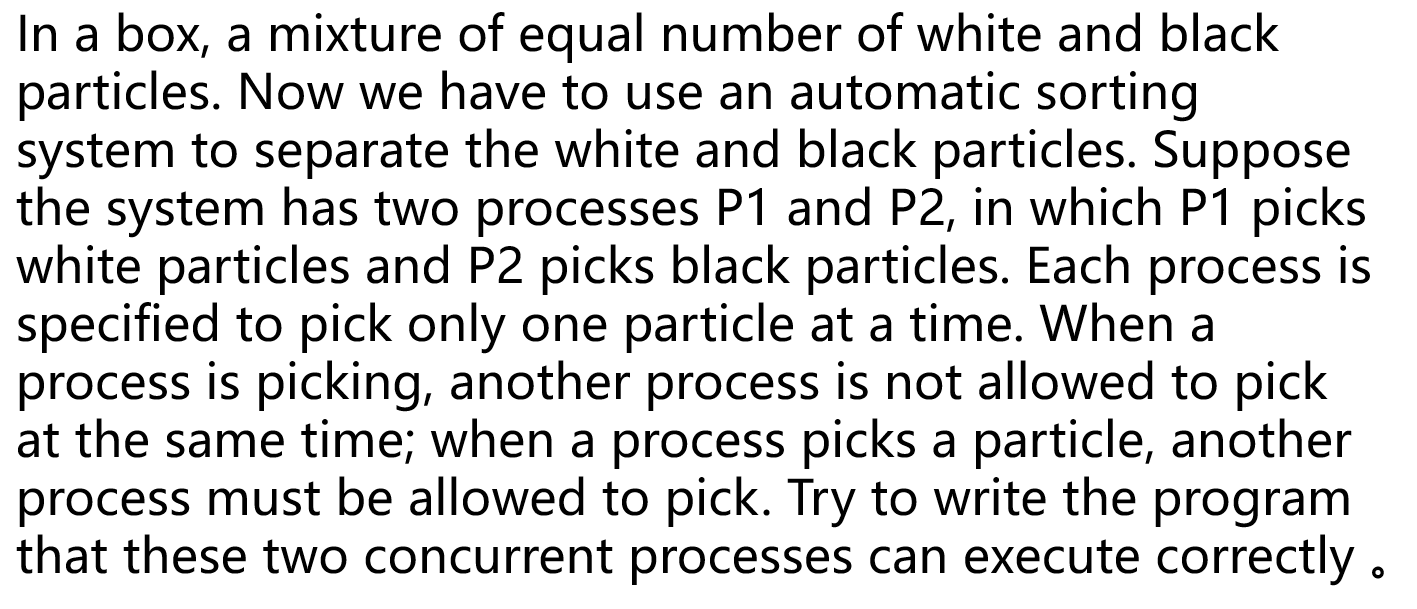 In a box, a mixture of equal number of white and black
particles. Now we have to use an automatic sorting
system to separate the white and black particles. Suppose
the system has two processes P1 and P2, in which P1 picks
white particles and P2 picks black particles. Each process is
specified to pick only one particle at a time. When a
process is picking, another process is not allowed to pick
at the same time; when a process picks a particle, another
process must be allowed to pick. Try to write the program
that these two concurrent processes can execute correctly 。